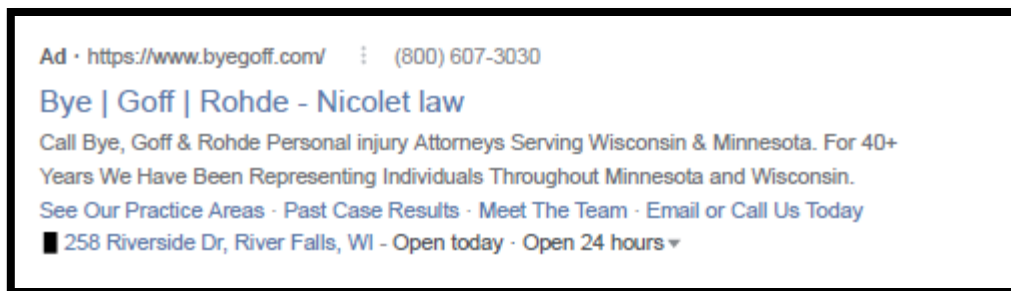 Ad · https://www.byegoff.com/ ⋮ (800) 607-3030
Bye | Goff | Rohde - Nicolet law
Call Bye, Goff & Rohde Personal injury Attorneys Serving Wisconsin & Minnesota. For 40+
Years We Have Been Representing Individuals Throughout Minnesota and Wisconsin.
See Our Practice Areas · Past Case Results · Meet The Team · Email or Call Us Today
258 Riverside Dr, River Falls, WI - Open today · Open 24 hours